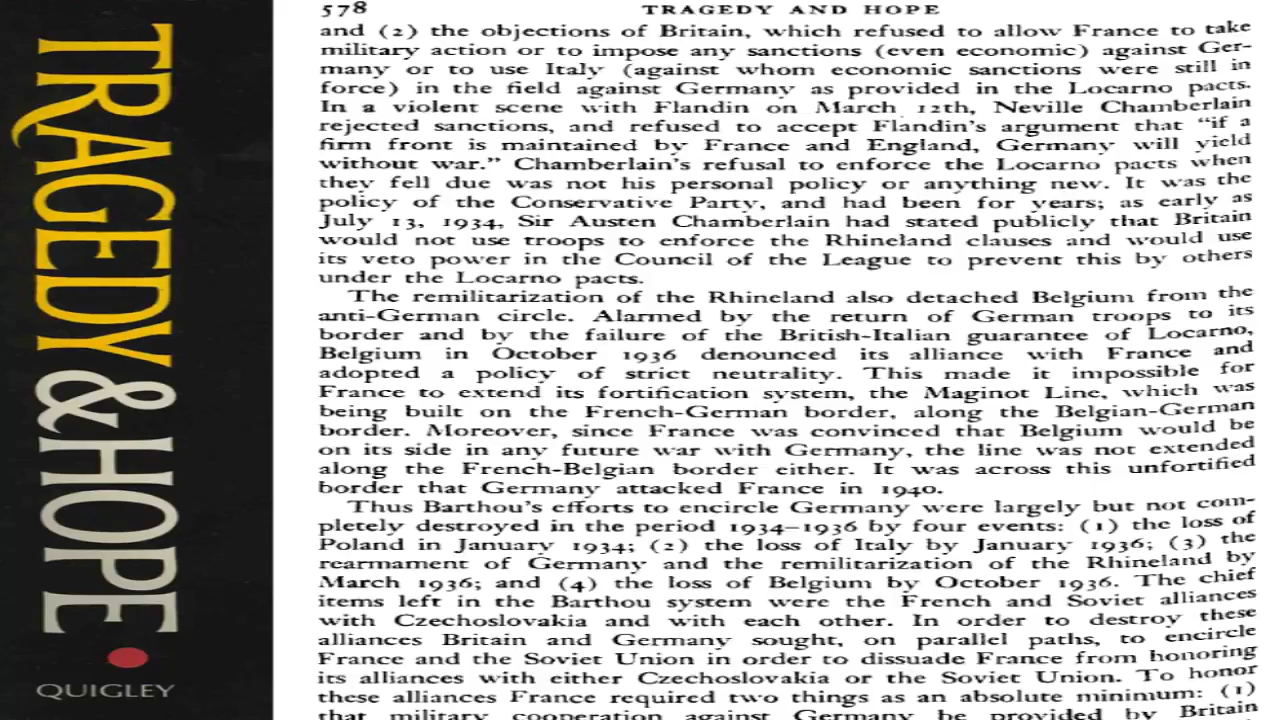 TRAGEDY & HOPE
QUIGLEY
578 TRAGEDY AND HOPE
and (2) the objections of Britain, which refused to allow France to take
military action or to impose any sanctions (even economic) against Ger-
many or to use Italy (against whom economic sanctions were still in
force) in the field against Germany as provided in the Locarno pacts.
In a violent scene with Flandin on March 12th, Neville Chamberlain
rejected sanctions, and refused to accept Flandin's argument that "if a
firm front is maintained by France and England, Germany will yield
without war." Chamberlain's refusal to enforce the Locarno pacts when
they fell due was not his personal policy or anything new. It was the
policy of the Conservative Party, and had been for years; as early as
July 13, 1934, Sir Austen Chamberlain had stated publicly that Britain
would not use troops to enforce the Rhineland clauses and would use
its veto power in the Council of the League to prevent this by others
under the Locarno pacts.
The remilitarization of the Rhineland also detached Belgium from the
anti-German circle. Alarmed by the return of German troops to its
border and by the failure of the British-Italian guarantee of Locarno,
Belgium in October 1936 denounced its alliance with France and
adopted a policy of strict neutrality. This made it impossible for
France to extend its fortification system, the Maginot Line, which was
being built on the French-German border, along the Belgian-German
border. Moreover, since France was convinced that Belgium would be
on its side in any future war with Germany, the line was not extended
along the French-Belgian border either. It was across this unfortified
border that Germany attacked France in 1940.
Thus Barthou's efforts to encircle Germany were largely but not com-
pletely destroyed in the period 1934–1936 by four events: (1) the loss of
Poland in January 1934; (2) the loss of Italy by January 1936; (3) the
rearmament of Germany and the remilitarization of the Rhineland by
March 1936; and (4) the loss of Belgium by October 1936. The chief
items left in the Barthou system were the French and Soviet alliances
with Czechoslovakia and with each other. In order to destroy these
alliances Britain and Germany sought, on parallel paths, to encircle
France and the Soviet Union in order to dissuade France from honoring
its alliances with either Czechoslovakia or the Soviet Union. To honor
these alliances France required two things as an absolute minimum: (1)
that military cooperation against Germany be provided by Britain